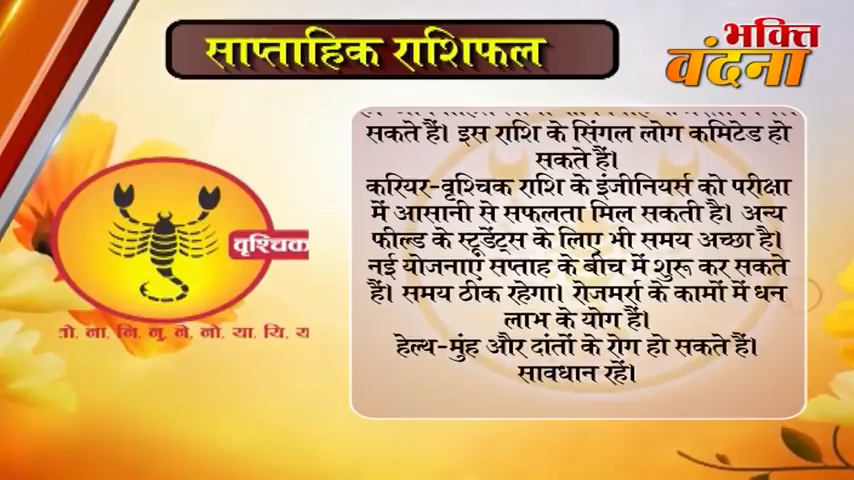 साप्ताहिक राशिफल
भक्ति
वंदना
सकते हैं। इस राशि के सिंगल लोग कमिटेड हो
सकते हैं।
करियर-वृश्चिक राशि के इंजीनियर्स को परीक्षा
में आसानी से सफलता मिल सकती है। अन्य
फील्ड के स्टूडेंट्स के लिए भी समय अच्छा है।
नई योजनाएं सप्ताह के बीच में शुरू कर सकते
हैं। समय ठीक रहेगा। रोजमर्रा के कामों में धन
लाभ के योग हैं।
हेल्थ-मुंह और दांतों के रोग हो सकते हैं।
सावधान रहें।
वृश्चिक
ना, नि, नु, ने, नो, या, यि,